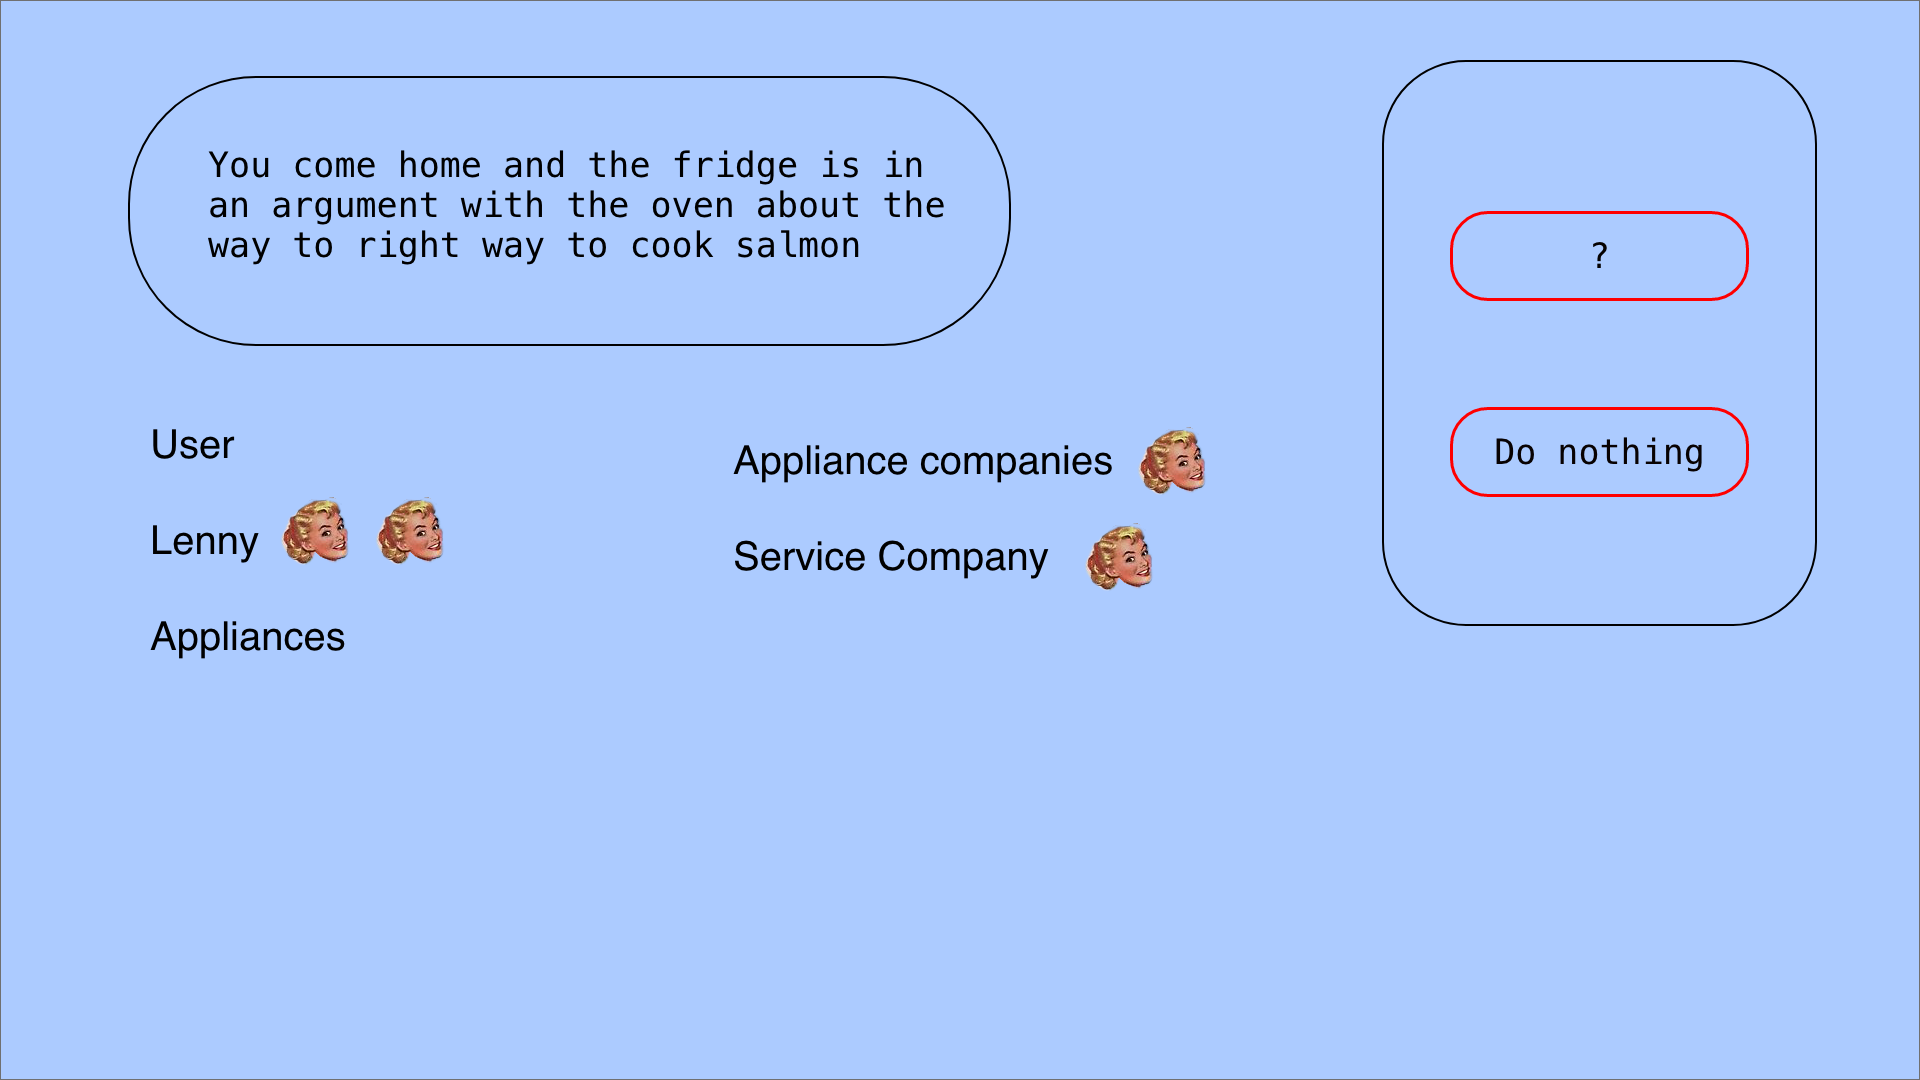 You come home and the fridge is in
an argument with the oven about the
way to right way to cook salmon
User
Lenny
Appliances
Appliance companies
Service Company
?
Do nothing